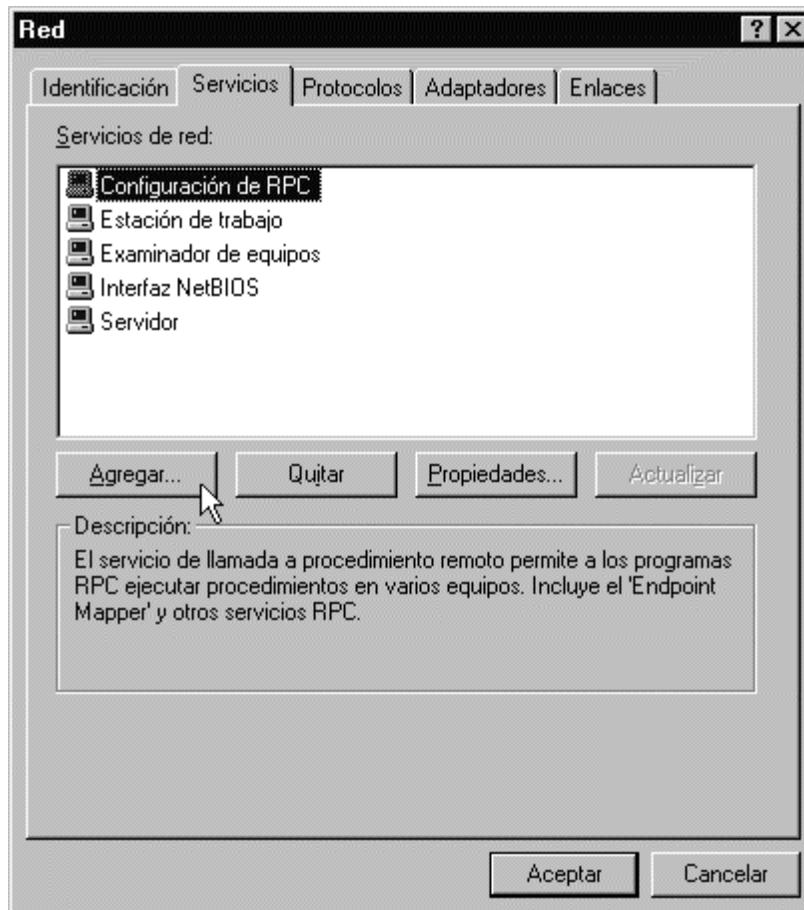 Red
Identificación Servicios Protocolos Adaptadores Enlaces
Servicios de red:
Configuración de RPC
Estación de trabajo
Examinador de equipos
Interfaz NetBIOS
Servidor
Agregar... Quitar Propiedades... Actualizar
Descripción:
El servicio de llamada a procedimiento remoto permite a los programas
RPC ejecutar procedimientos en varios equipos. Incluye el 'Endpoint
Mapper' y otros servicios RPC.
Aceptar Cancelar